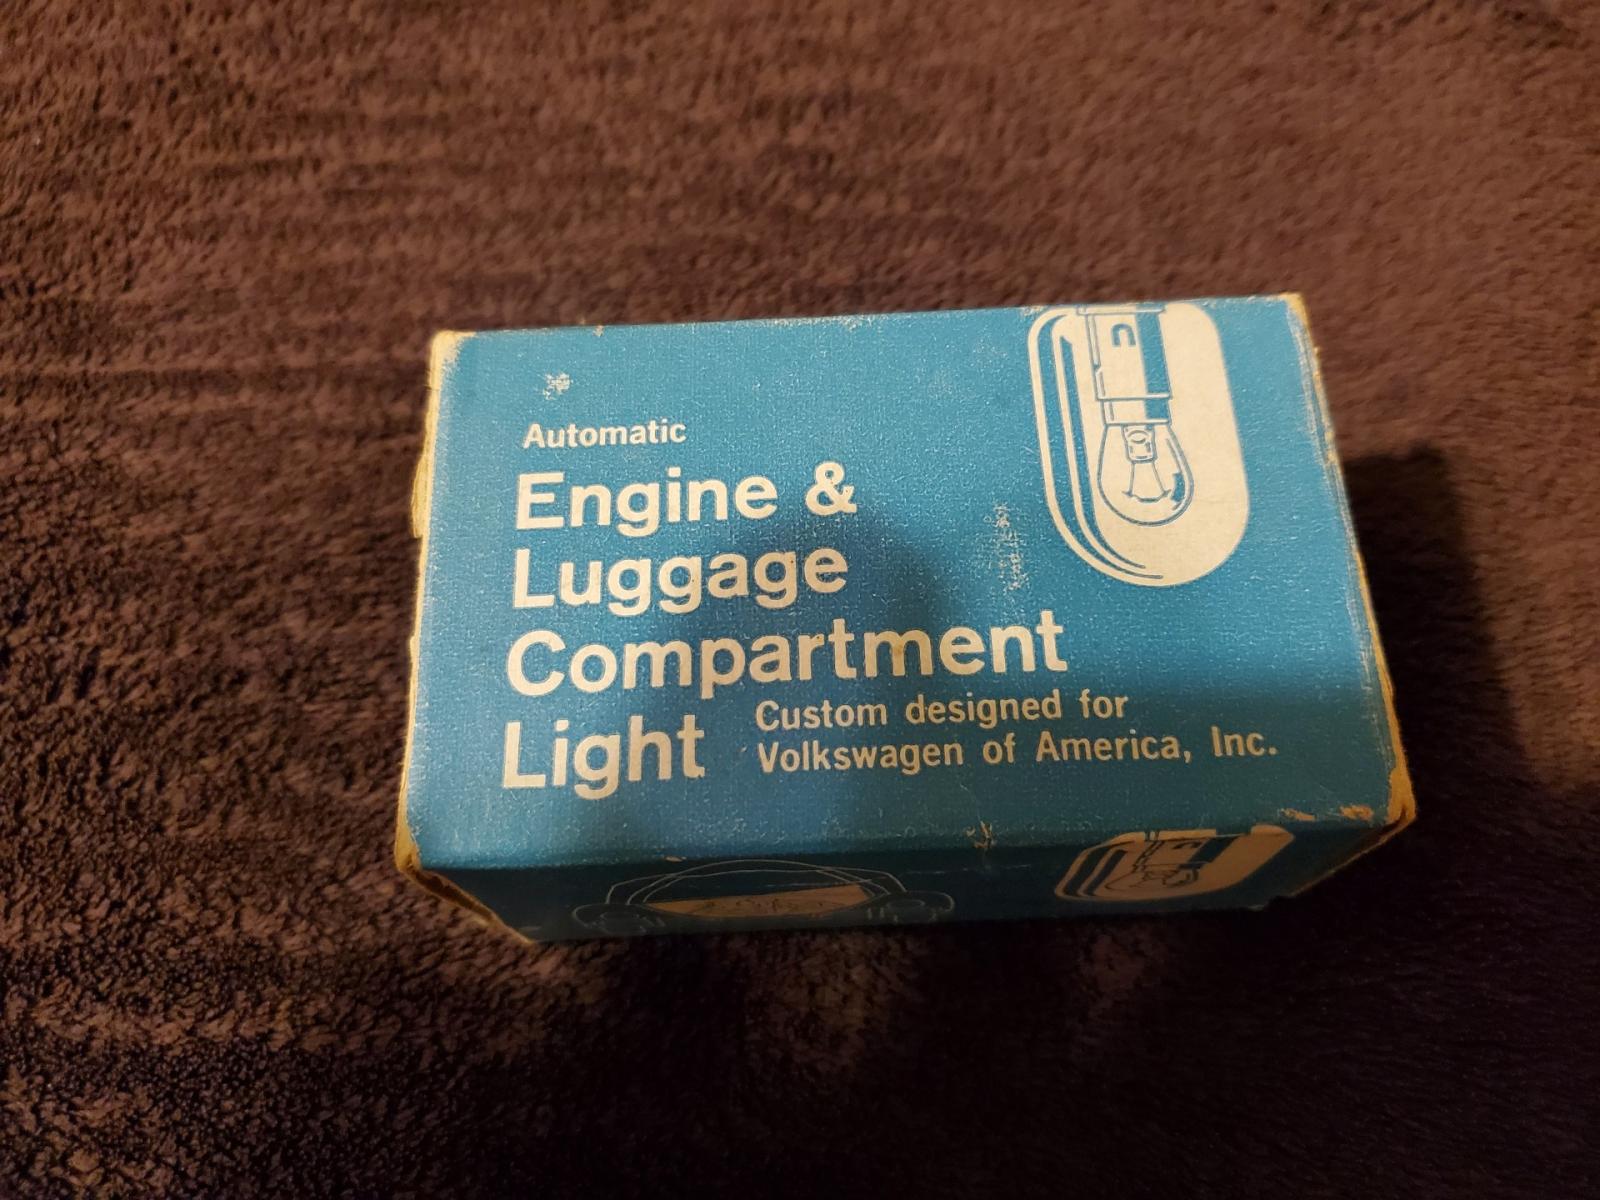 Automatic
Engine &
Luggage
Compartment
Light
Custom designed for
Volkswagen of America, Inc.